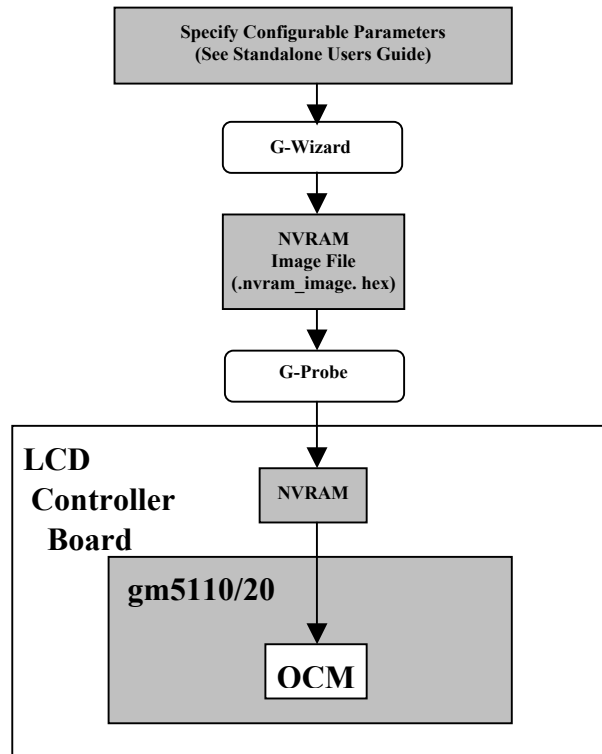 Specify Configurable Parameters
(See Standalone Users Guide)
G-Wizard
NVRAM
Image File
(.nvram_image. hex)
G-Probe
LCD
Controller
Board
NVRAM
gm5110/20
OCM